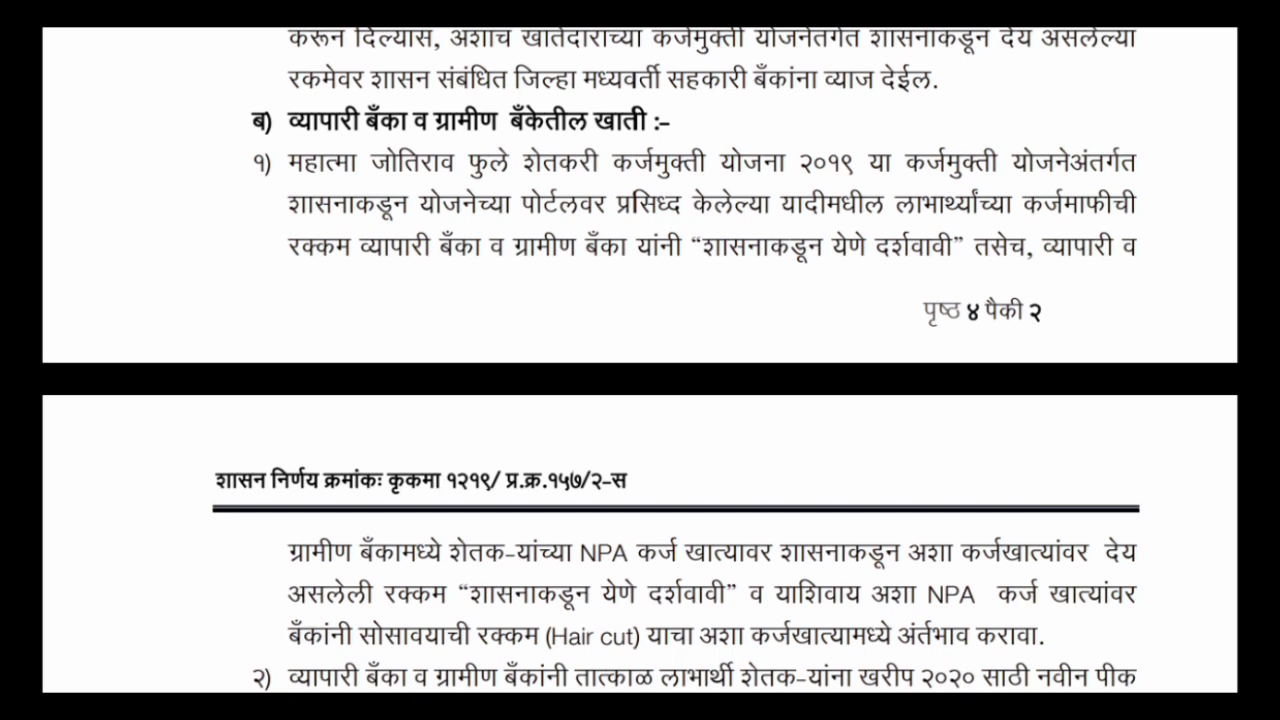 करून दिल्यास, अशाच खातेदारांच्या कर्जमुक्ती योजनेंतर्गत शासनाकडून देय असलेल्या
रकमेवर शासन संबंधित जिल्हा मध्यवर्ती सहकारी बँकांना व्याज देईल.
ब) व्यापारी बँका व ग्रामीण बँकेतील खाती :-
१) महात्मा जोतिराव फुले शेतकरी कर्जमुक्ती योजना २०१९ या कर्जमुक्ती योजनेअंतर्गत
शासनाकडून योजनेच्या पोर्टलवर प्रसिध्द केलेल्या यादीमधील लाभार्थ्यांच्या कर्जमाफीची
रक्कम व्यापारी बँका व ग्रामीण बँका यांनी “शासनाकडून येणे दर्शवावी” तसेच, व्यापारी व
पृष्ठ ४ पैकी २
शासन निर्णय क्रमांकः कृकमा १२१९/ प्र.क्र.१५७/२-स
ग्रामीण बँकामध्ये शेतक-यांच्या NPA कर्ज खात्यावर शासनाकडून अशा कर्जखात्यांवर देय
असलेली रक्कम “शासनाकडून येणे दर्शवावी” व याशिवाय अशा NPA कर्ज खात्यांवर
बँकांनी सोसावयाची रक्कम (Hair cut) याचा अशा कर्जखात्यामध्ये अंर्तभाव करावा.
२) व्यापारी बँका व ग्रामीण बँकांनी तात्काळ लाभार्थी शेतक-यांना खरीप २०२० साठी नवीन पीक